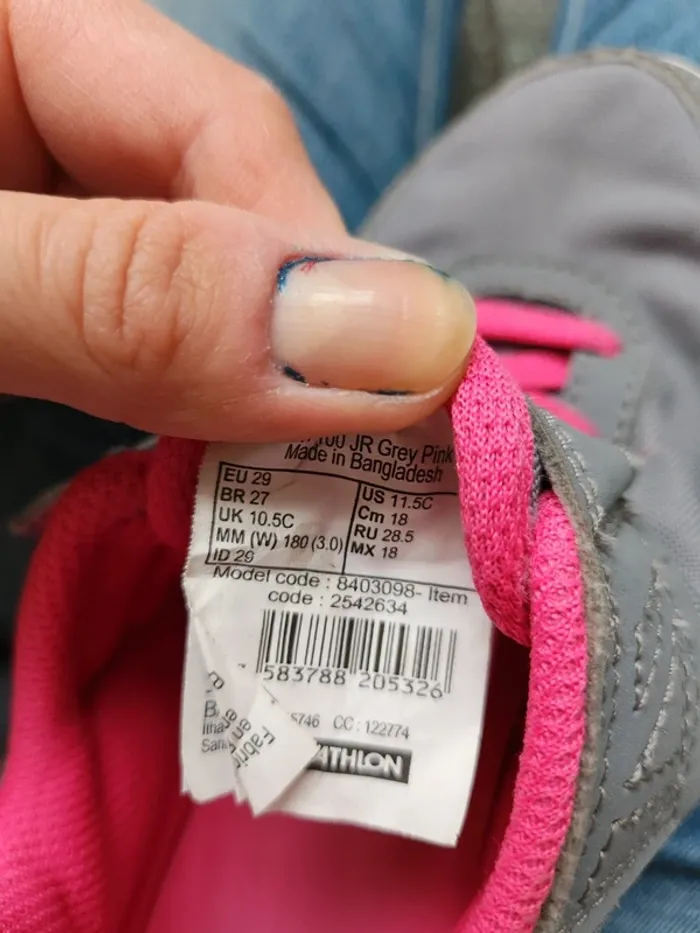 100 JR Grey Pink
Made in Bangladesh
EU 29
BR 27
UK 10.5C
MM (W) 180 (3.0)
ID 29
US 11.5C
Cm 18
RU 28.5
MX 18
Model code : 8403098- Item
code : 2542634
583788 205326
5746 CC : 122774
ATHLON